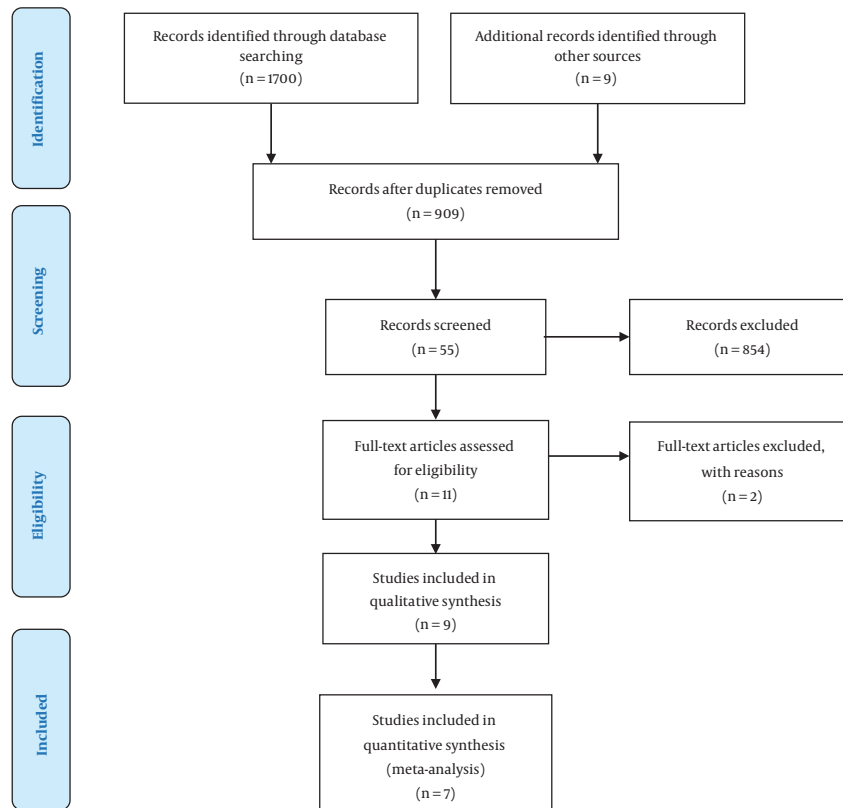 Identification
Records identified through database
searching
(n = 1700)
Additional records identified through
other sources
(n = 9)
Records after duplicates removed
(n = 909)
Screening
Records screened
(n = 55)
Records excluded
(n = 854)
Eligibility
Full-text articles assessed
for eligibility
(n = 11)
Full-text articles excluded,
with reasons
(n = 2)
Studies included in
qualitative synthesis
(n = 9)
Included
Studies included in
quantitative synthesis
(meta-analysis)
(n = 7)